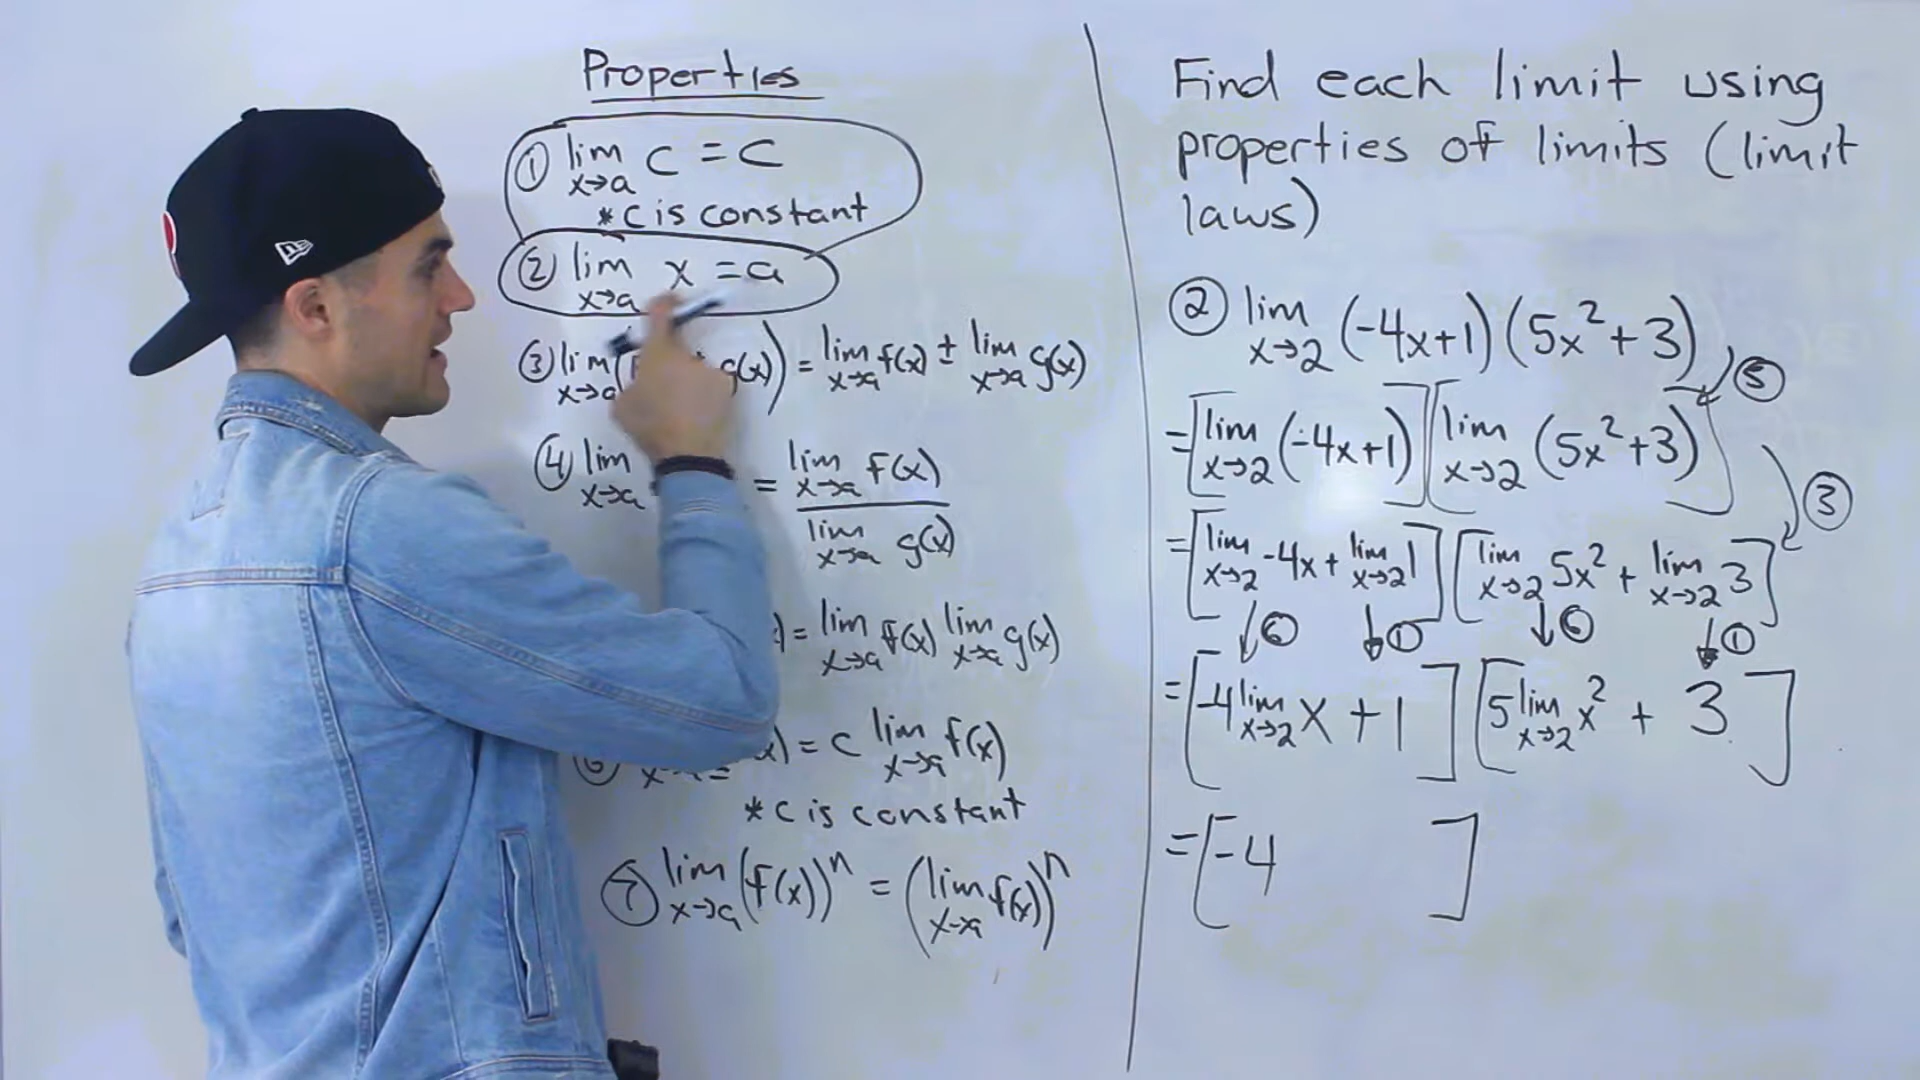 Properties
① lim x→a c = c
*c is constant
② lim x→a x = a
③ lim x→a ( g(x)) = lim x→a f(x) ± lim x→a g(x)
④ lim x→a = lim x→a f(x) / lim x→a g(x)
) = lim x→a f(x) lim x→a g(x)
⑥ x) = c lim x→a f(x)
*c is constant
⑦ lim x→a (f(x))ⁿ = (lim x→a f(x))ⁿ
Find each limit using
properties of limits (limit
laws)
② lim x→2 (-4x+1)(5x²+3)
⑤
= [lim x→2 (-4x+1)] [lim x→2 (5x²+3)]
③
= [lim x→2 -4x + lim x→2 1] [lim x→2 5x² + lim x→2 3]
↓⑥ ↓① ↓⑥ ↓①
= [-4 lim x→2 x + 1] [5 lim x→2 x² + 3]
= [-4 ]